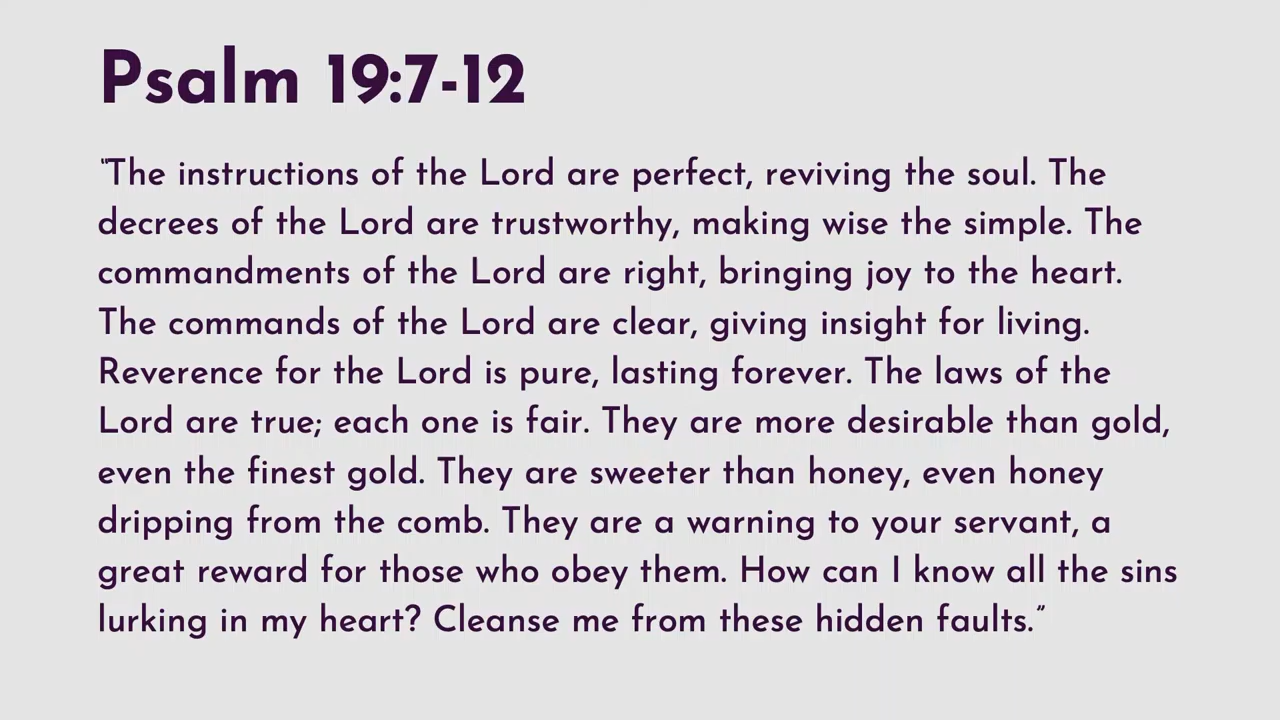 Psalm 19:7-12
"The instructions of the Lord are perfect, reviving the soul. The
decrees of the Lord are trustworthy, making wise the simple. The
commandments of the Lord are right, bringing joy to the heart.
The commands of the Lord are clear, giving insight for living.
Reverence for the Lord is pure, lasting forever. The laws of the
Lord are true; each one is fair. They are more desirable than gold,
even the finest gold. They are sweeter than honey, even honey
dripping from the comb. They are a warning to your servant, a
great reward for those who obey them. How can I know all the sins
lurking in my heart? Cleanse me from these hidden faults."